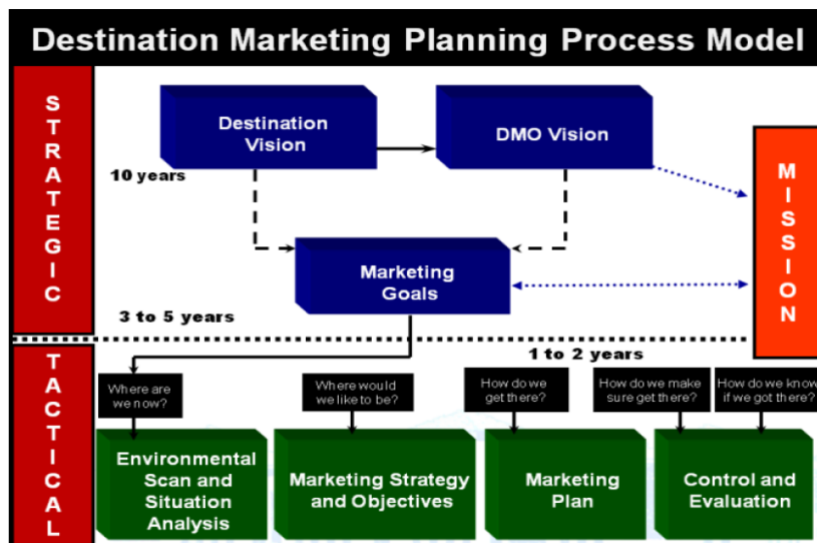 Destination Marketing Planning Process Model
STRATEGIC
Destination
Vision
DMO Vision
10 years
MISSION
Marketing
Goals
3 to 5 years
1 to 2 years
TACTICAL
Where are
we now?
Where would
we like to be?
How do we
get there?
How do we make
sure get there?
How do we know
if we got there?
Environmental
Scan and
Situation
Analysis
Marketing Strategy
and Objectives
Marketing
Plan
Control and
Evaluation